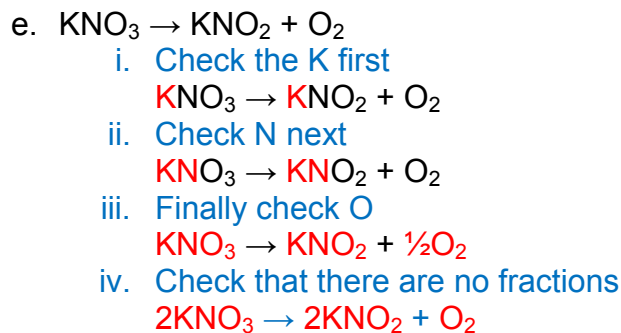 e. KNO₃ → KNO₂ + O₂
i. Check the K first
KNO₃ → KNO₂ + O₂
ii. Check N next
KNO₃ → KNO₂ + O₂
iii. Finally check O
KNO₃ → KNO₂ + ½O₂
iv. Check that there are no fractions
2KNO₃ → 2KNO₂ + O₂